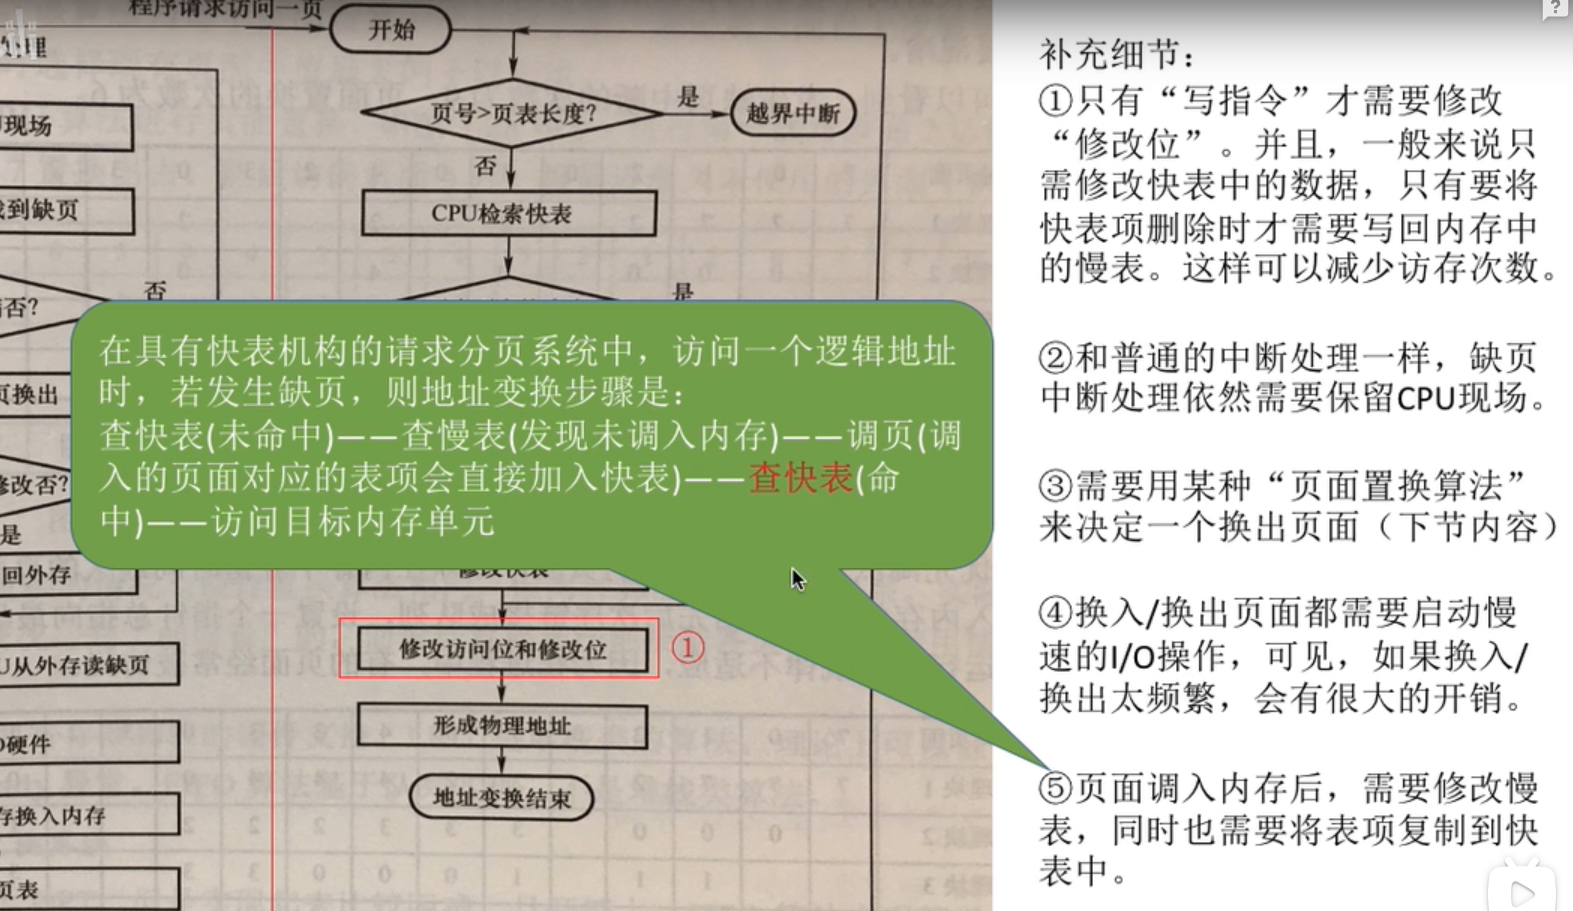 程序请求访问一页
开始
处理
页号>页表长度?
是
越界中断
现场
否
CPU检索快表
找到缺页
否
是
否?
在具有快表机构的请求分页系统中，访问一个逻辑地址
时，若发生缺页，则地址变换步骤是：
查快表(未命中)——查慢表(发现未调入内存)——调页(调
入的页面对应的表项会直接加入快表)——查快表(命
中)——访问目标内存单元
页换出
修改否?
是
回外存
修改快表
修改访问位和修改位
①
U从外存读缺页
形成物理地址
O硬件
地址变换结束
存换入内存
页表
补充细节：
①只有“写指令”才需要修改
“修改位”。并且，一般来说只
需修改快表中的数据，只有要将
快表项删除时才需要写回内存中
的慢表。这样可以减少访存次数。
②和普通的中断处理一样，缺页
中断处理依然需要保留CPU现场。
③需要用某种“页面置换算法”
来决定一个换出页面（下节内容）
④换入/换出页面都需要启动慢
速的I/O操作，可见，如果换入/
换出太频繁，会有很大的开销。
⑤页面调入内存后，需要修改慢
表，同时也需要将表项复制到快
表中。